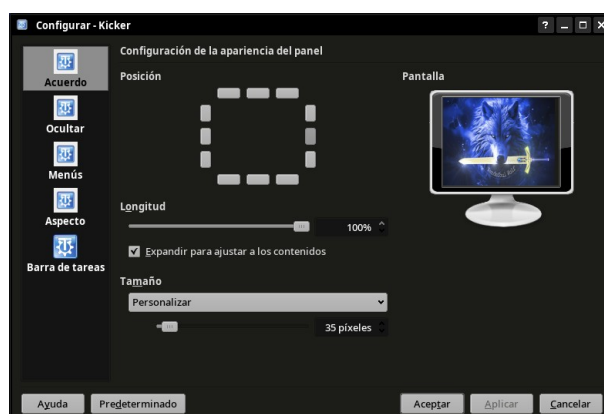 Configurar - Kicker
Acuerdo
Ocultar
Menús
Aspecto
Barra de tareas
Configuración de la apariencia del panel
Posición
Pantalla
Longitud
100%
Expandir para ajustar a los contenidos
Tamaño
Personalizar
35 píxeles
Ayuda
Predeterminado
Aceptar
Aplicar
Cancelar